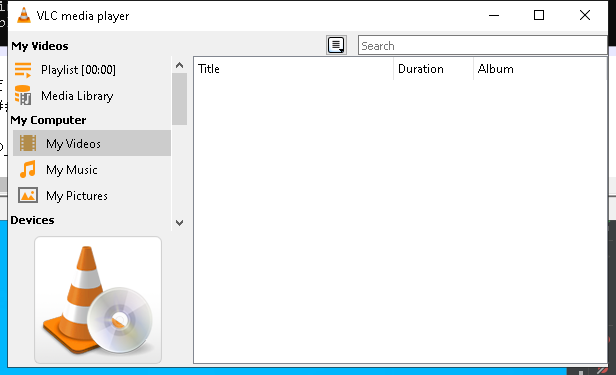 VLC media player
My Videos
Search
Playlist [00:00]
Media Library
My Computer
My Videos
My Music
My Pictures
Devices
Title Duration Album